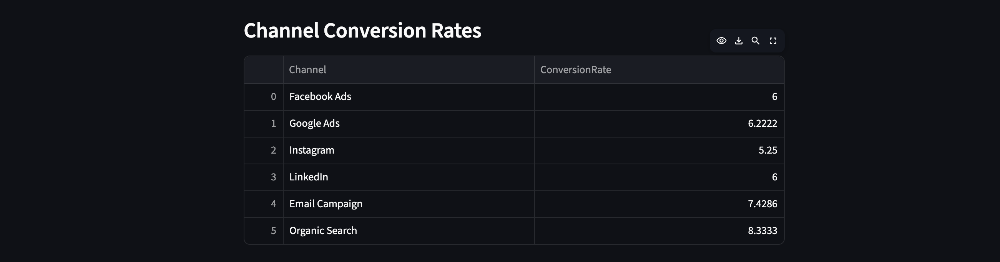 Channel Conversion Rates
Channel ConversionRate
0 Facebook Ads 6
1 Google Ads 6.2222
2 Instagram 5.25
3 LinkedIn 6
4 Email Campaign 7.4286
5 Organic Search 8.3333